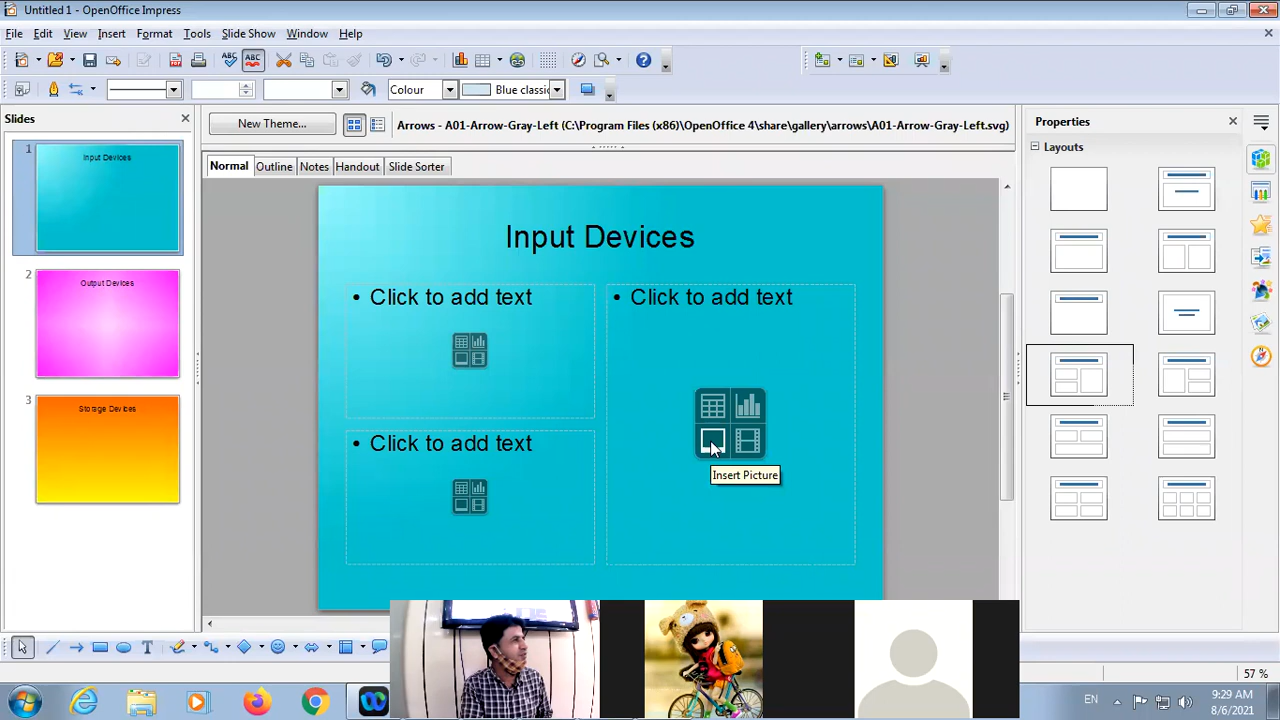 Untitled 1 - OpenOffice Impress
File Edit View Insert Format Tools Slide Show Window Help
ABC ABC
Colour Blue classic
Slides
New Theme...
Arrows - A01-Arrow-Gray-Left (C:\Program Files (x86)\OpenOffice 4\share\gallery\arrows\A01-Arrow-Gray-Left.svg)
Properties
Layouts
Normal Outline Notes Handout Slide Sorter
1
Input Devices
2
Output Devices
3
Storage Devices
Input Devices
• Click to add text
• Click to add text
• Click to add text
Insert Picture
T
57 %
EN
9:29 AM
8/6/2021